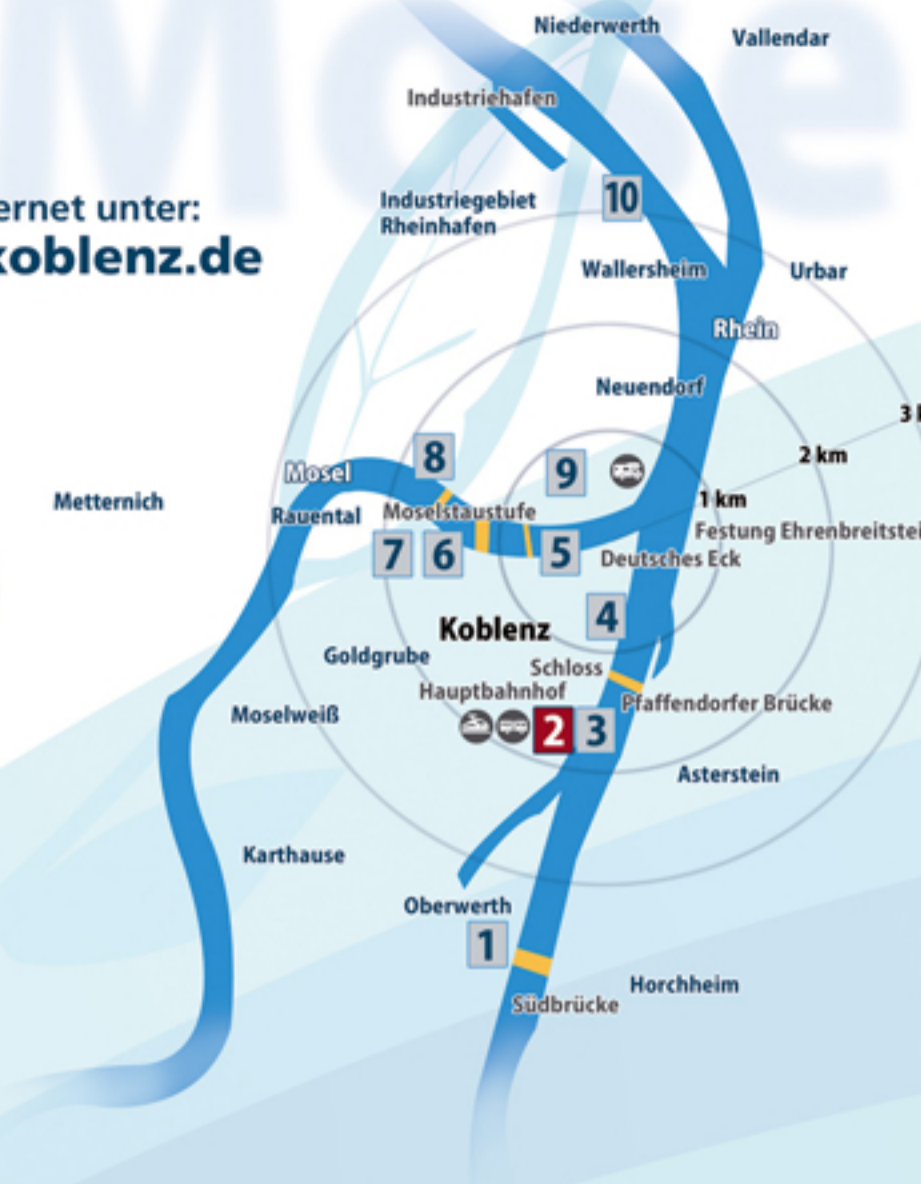 Mose
Niederwerth
Vallendar
Industriehafen
ernet unter:
koblenz.de
Industriegebiet
Rheinhafen
10
Wallersheim
Urbar
Rhein
Neuendorf
3 k
2 km
8
9
Mosel
1 km
Metternich
Rauental
Moselstaustufe
Festung Ehrenbreitstei
7
6
5
Deutsches Eck
4
Koblenz
Goldgrube
Schloss
Hauptbahnhof
Pfaffendorfer Brücke
Moselweiß
2
3
Asterstein
Karthause
Oberwerth
1
Horchheim
Südbrücke